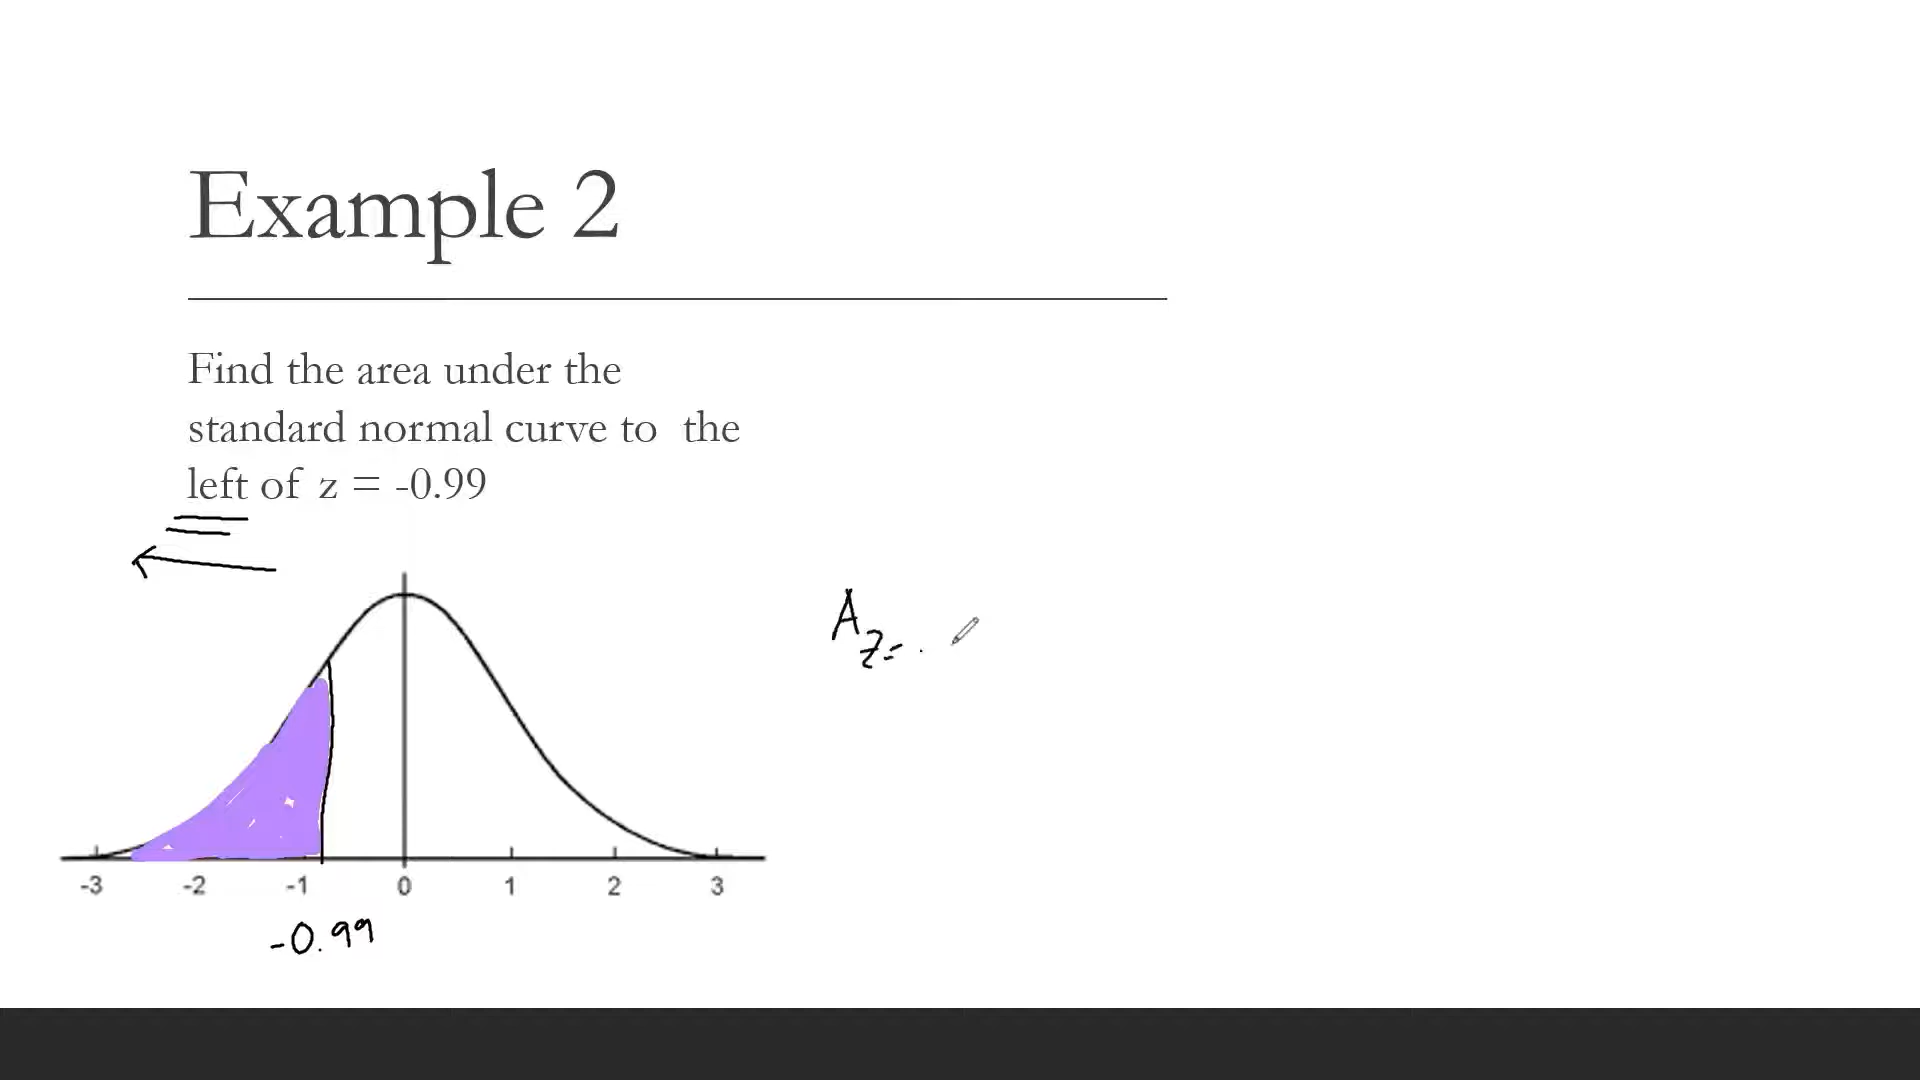 Example 2
Find the area under the
standard normal curve to the
left of z = -0.99
A z = .
-3 -2 -1 0 1 2 3
-0.99